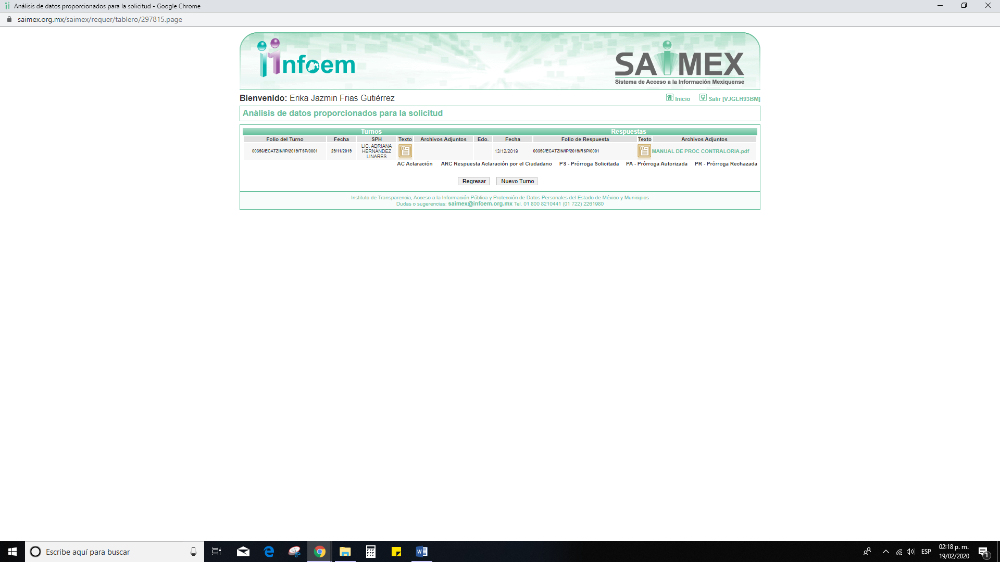 Análisis de datos proporcionados para la solicitud - Google Chrome
saimex.org.mx/saimex/requer/tablero/297815.page
infoem
SAIMEX
Sistema de Acceso a la Información Mexiquense
Bienvenido: Erika Jazmin Frias Gutiérrez
Inicio Salir [VJGLH93BM]
Análisis de datos proporcionados para la solicitud
Turnos Respuestas
Folio del Turno Fecha SPH Texto Archivos Adjuntos Edo. Fecha Folio de Respuesta Texto Archivos Adjuntos
00356/ECATZIN/IP/2019/TSP/0001 29/11/2019 LIC. ADRIANA HERNÁNDEZ LINARES 13/12/2019 00356/ECATZIN/IP/2019/RSP/0001 MANUAL DE PROC CONTRALORIA.pdf
AC Aclaración ARC Respuesta Aclaración por el Ciudadano PS - Prórroga Solicitada PA - Prórroga Autorizada PR - Prórroga Rechazada
Regresar Nuevo Turno
Instituto de Transparencia, Acceso a la Información Pública y Protección de Datos Personales del Estado de México y Municipios
Dudas o sugerencias: saimex@infoem.org.mx Tel. 01 800 8210441 (01 722) 2261980
Escribe aquí para buscar
ESP
02:18 p. m.
19/02/2020
1